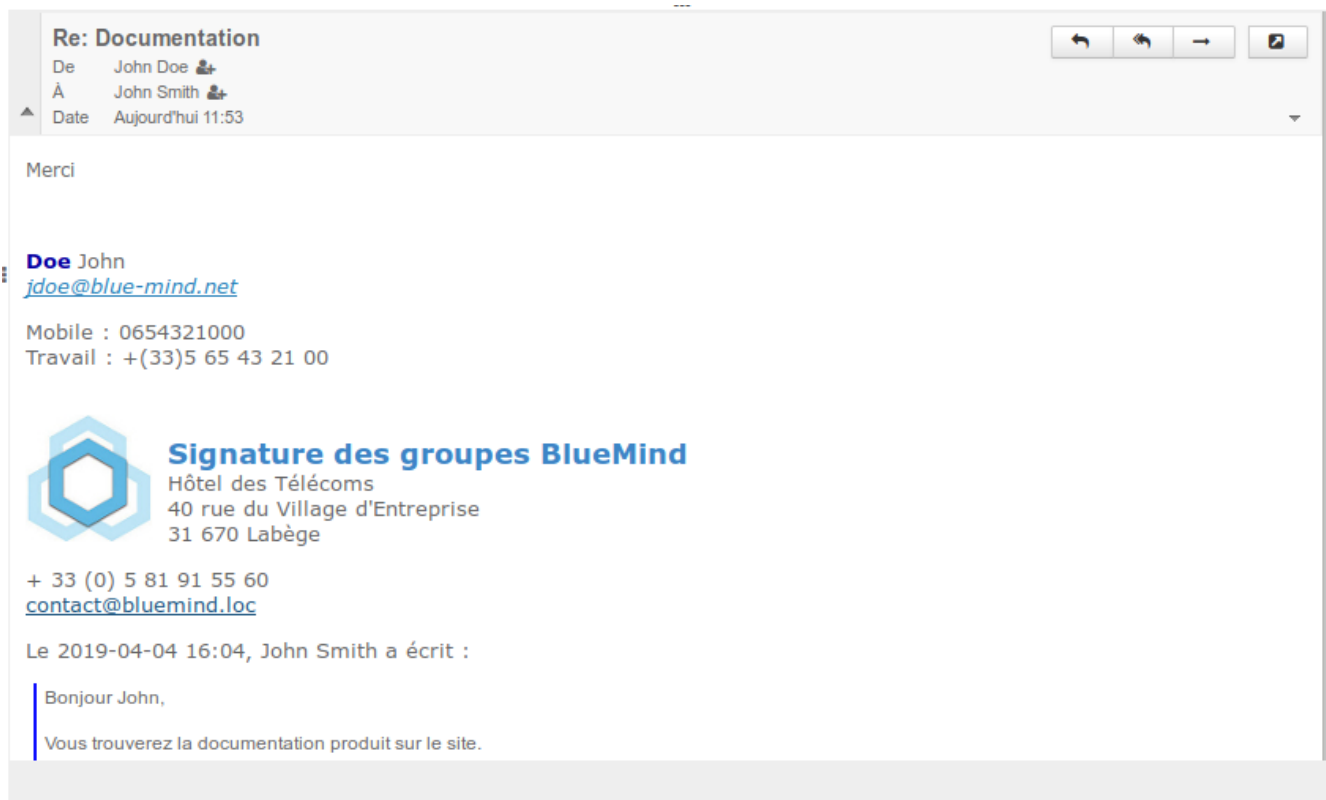 Re: Documentation
De John Doe
À John Smith
Date Aujourd'hui 11:53
Merci
Doe John
jdoe@blue-mind.net
Mobile : 0654321000
Travail : +(33)5 65 43 21 00
Signature des groupes BlueMind
Hôtel des Télécoms
40 rue du Village d'Entreprise
31 670 Labège
+ 33 (0) 5 81 91 55 60
contact@bluemind.loc
Le 2019-04-04 16:04, John Smith a écrit :
Bonjour John,
Vous trouverez la documentation produit sur le site.